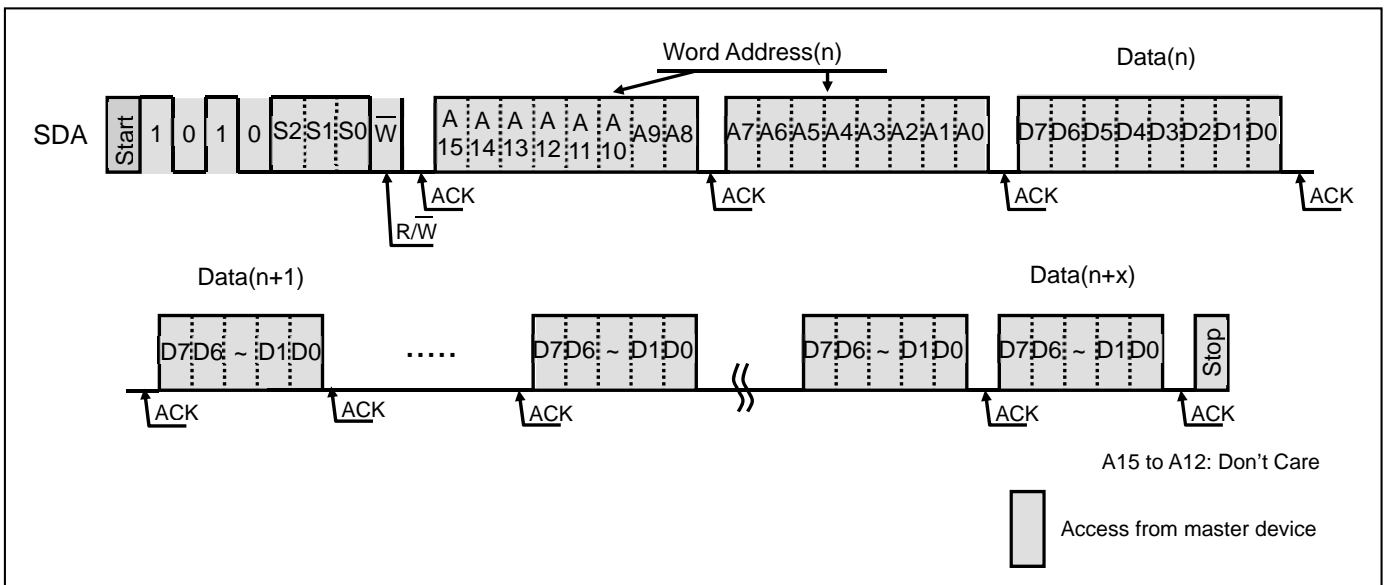 Word Address(n)
Data(n)
SDA
Start 1 0 1 0 S2 S1 S0 W̅ A15 A14 A13 A12 A11 A10 A9 A8 A7 A6 A5 A4 A3 A2 A1 A0 D7 D6 D5 D4 D3 D2 D1 D0
ACK ACK ACK ACK
R/W̅
Data(n+1)
Data(n+x)
D7 D6 ~ D1 D0 ..... D7 D6 ~ D1 D0 D7 D6 ~ D1 D0 D7 D6 ~ D1 D0 Stop
ACK ACK ACK ACK ACK
A15 to A12: Don't Care
Access from master device